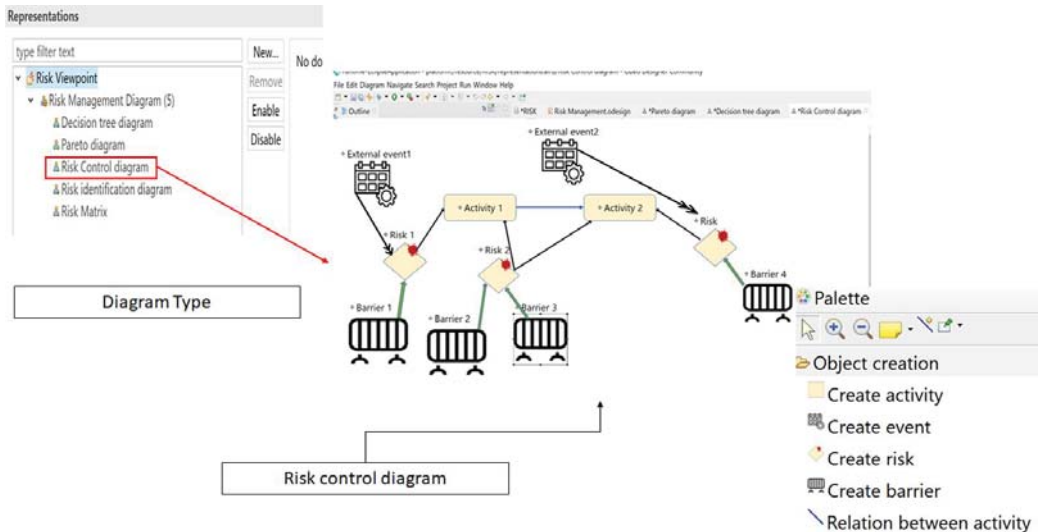 Representations
type filter text
New...
No do
Risk Viewpoint
Remove
Risk Management Diagram (5)
Enable
Decision tree diagram
Disable
Pareto diagram
Risk Control diagram
Risk identification diagram
Risk Matrix
Diagram Type
File Edit Diagram Navigate Search Project Run Window Help
Outline
*RISK
Risk Management.odesign
*Pareto diagram
*Decision tree diagram
*Risk Control diagram
External event2
External event1
Activity 1
Activity 2
Risk
Risk 1
Risk 2
Barrier 4
Barrier 1
Barrier 2
Barrier 3
Risk control diagram
Palette
Object creation
Create activity
Create event
Create risk
Create barrier
Relation between activity